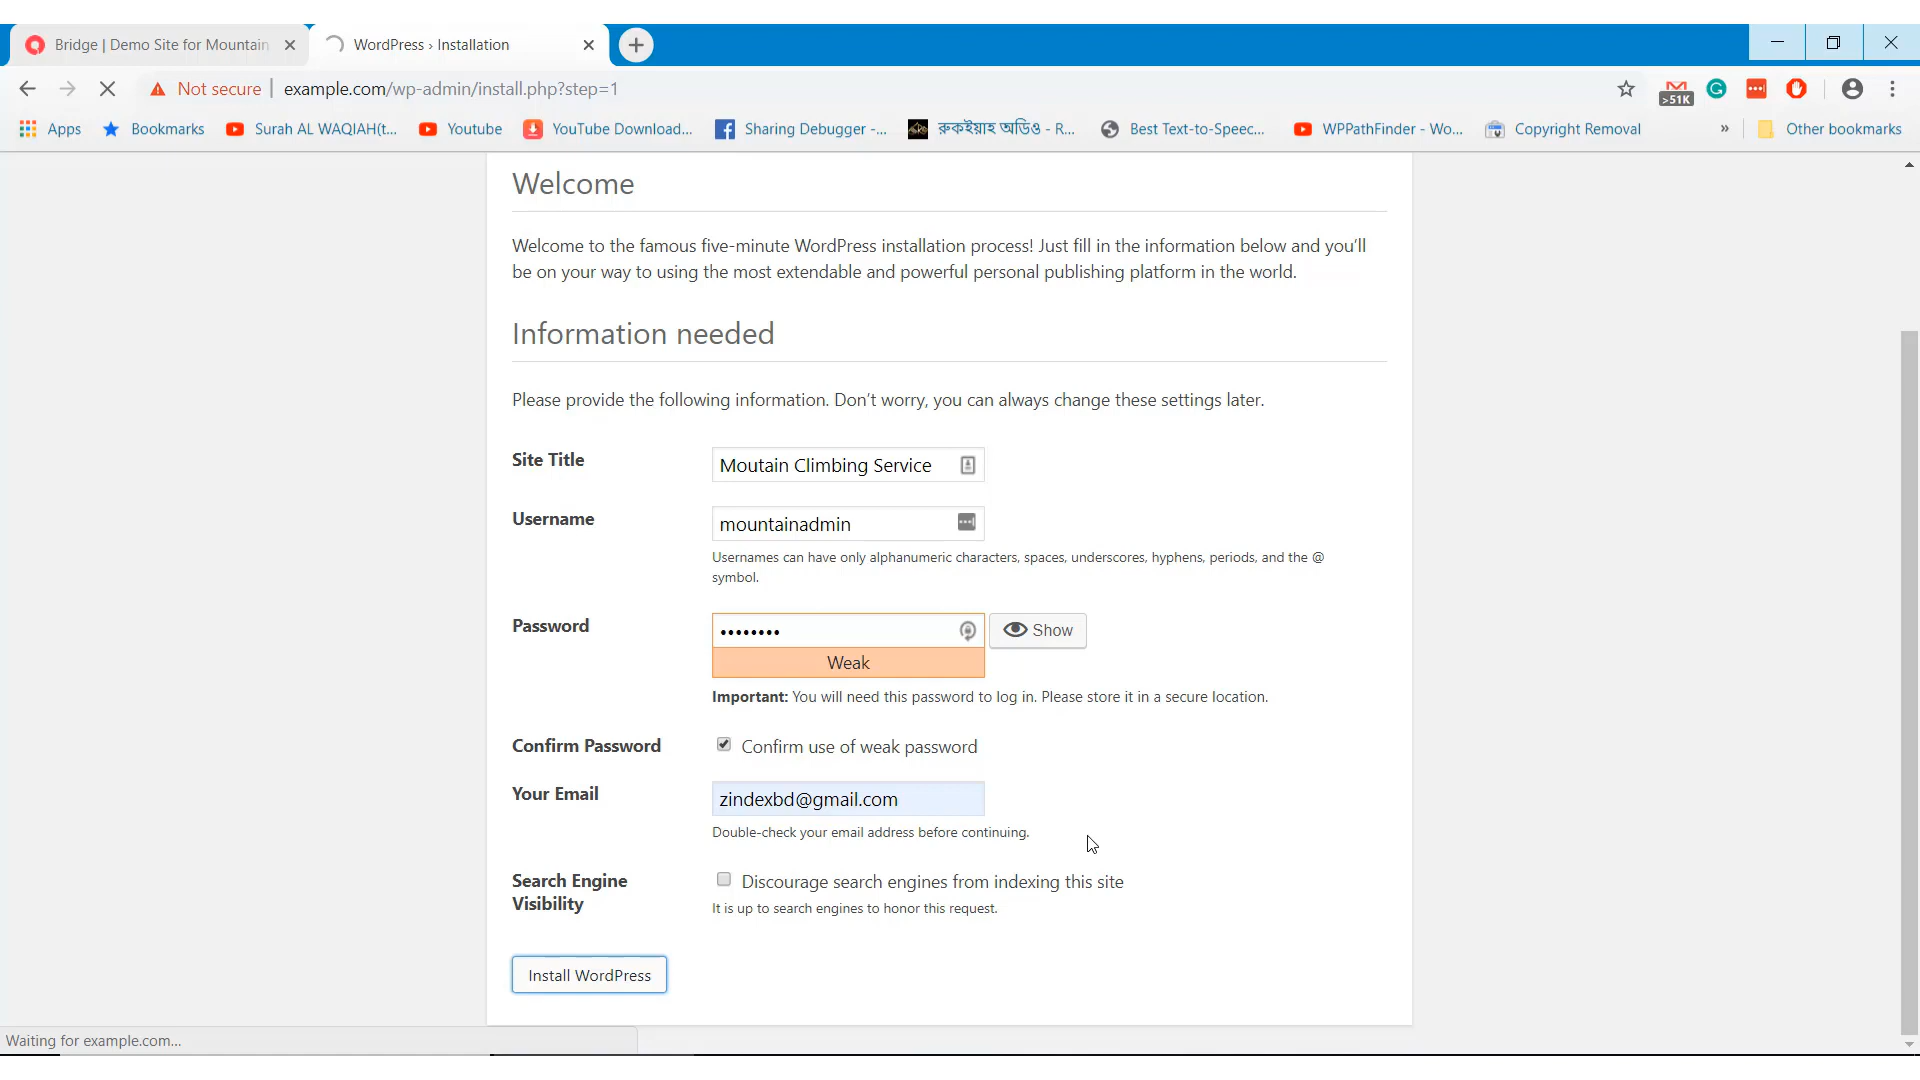 Bridge | Demo Site for Mountain
WordPress › Installation
Not secure
example.com/wp-admin/install.php?step=1
>51K
Apps
Bookmarks
Surah AL WAQIAH(t...
Youtube
YouTube Download...
Sharing Debugger -...
রুকইয়াহ অডিও - R...
Best Text-to-Speec...
WPPathFinder - Wo...
Copyright Removal
»
Other bookmarks
Welcome
Welcome to the famous five-minute WordPress installation process! Just fill in the information below and you’ll
be on your way to using the most extendable and powerful personal publishing platform in the world.
Information needed
Please provide the following information. Don’t worry, you can always change these settings later.
Site Title
Moutain Climbing Service
Username
mountainadmin
Usernames can have only alphanumeric characters, spaces, underscores, hyphens, periods, and the @
symbol.
Password
••••••••
Show
Weak
Important: You will need this password to log in. Please store it in a secure location.
Confirm Password
Confirm use of weak password
Your Email
zindexbd@gmail.com
Double-check your email address before continuing.
Search Engine
Visibility
Discourage search engines from indexing this site
It is up to search engines to honor this request.
Install WordPress
Waiting for example.com...